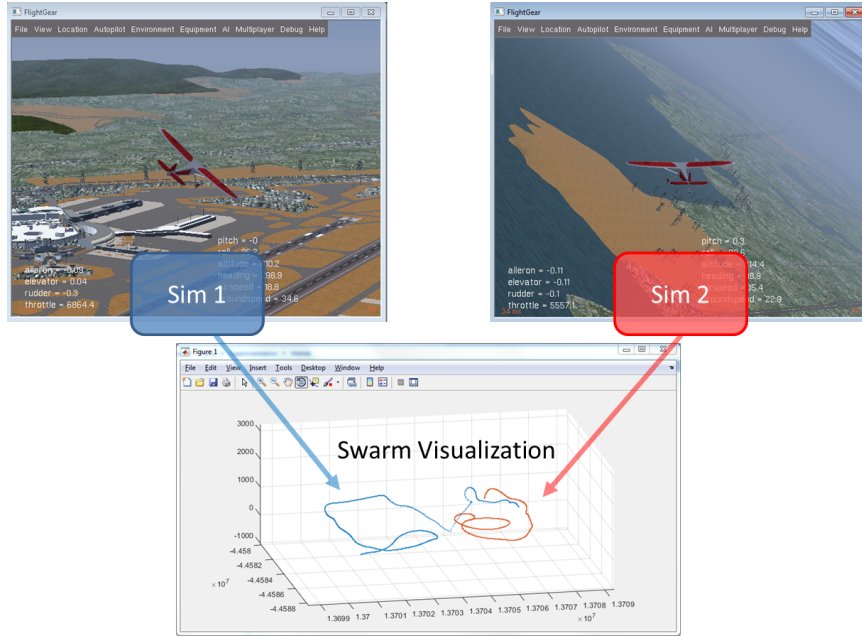 FlightGear
File View Location Autopilot Environment Equipment AI Multiplayer Debug Help
pitch = -0
aileron = -0.09
elevator = 0.04
rudder = -0.3
throttle = 6864.4
Sim 1
FlightGear
File View Location Autopilot Environment Equipment AI Multiplayer Debug Help
pitch = 0.3
aileron = -0.11
elevator = -0.11
rudder = -0.1
throttle = 5557.1
34 ms
Sim 2
Figure 1
File Edit View Insert Tools Desktop Window Help
Swarm Visualization
3000
2000
1000
0
-1000
-4.458
-4.4582
-4.4584
-4.4586
-4.4588
× 10⁷
1.3699 1.37 1.3701 1.3702 1.3703 1.3704 1.3705 1.3706 1.3707 1.3708 1.3709
× 10⁷